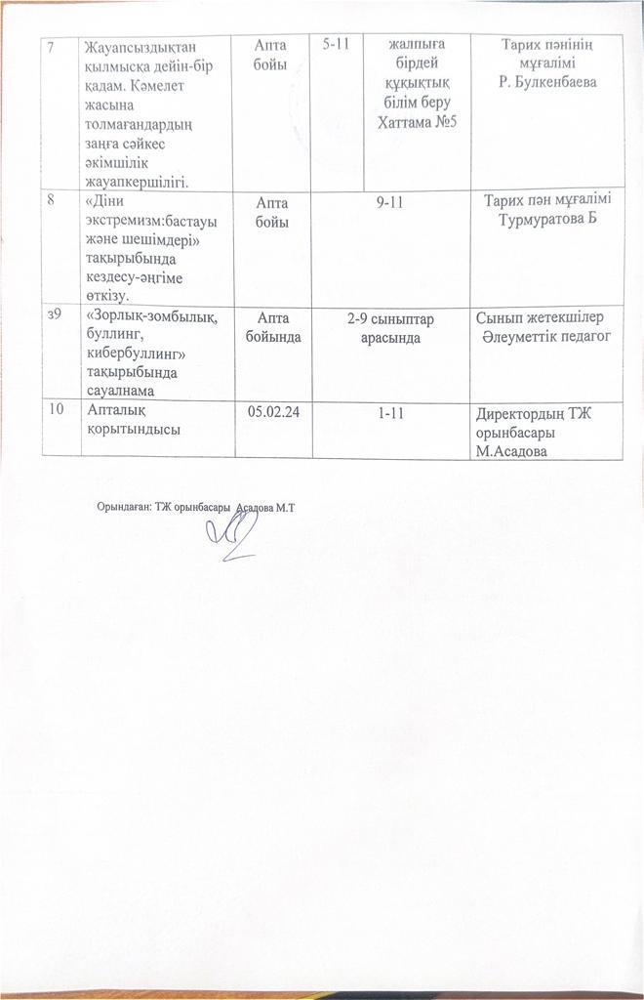 7
Жауапсыздықтан
қылмысқа дейін-бір
қадам. Кәмелет
жасына
толмағандардың
заңға сәйкес
әкімшілік
жауапкершілігі.
Апта
бойы
5-11
жалпыға
бірдей
құқықтық
білім беру
Хаттама №5
Тарих пәнінің
мұғалімі
Р. Булкенбаева
8
«Діни
экстремизм:бастауы
және шешімдері»
тақырыбында
кездесу-әңгіме
өткізу.
Апта
бойы
9-11
Тарих пән мұғалімі
Турмуратова Б
з9
«Зорлық-зомбылық,
буллинг,
кибербуллинг»
тақырыбында
сауалнама
Апта
бойында
2-9 сыныптар
арасында
Сынып жетекшілер
Әлеуметтік педагог
10
Апталық
қорытындысы
05.02.24
1-11
Директордың ТЖ
орынбасары
М.Асадова
Орындаған: ТЖ орынбасары Асадова М.Т